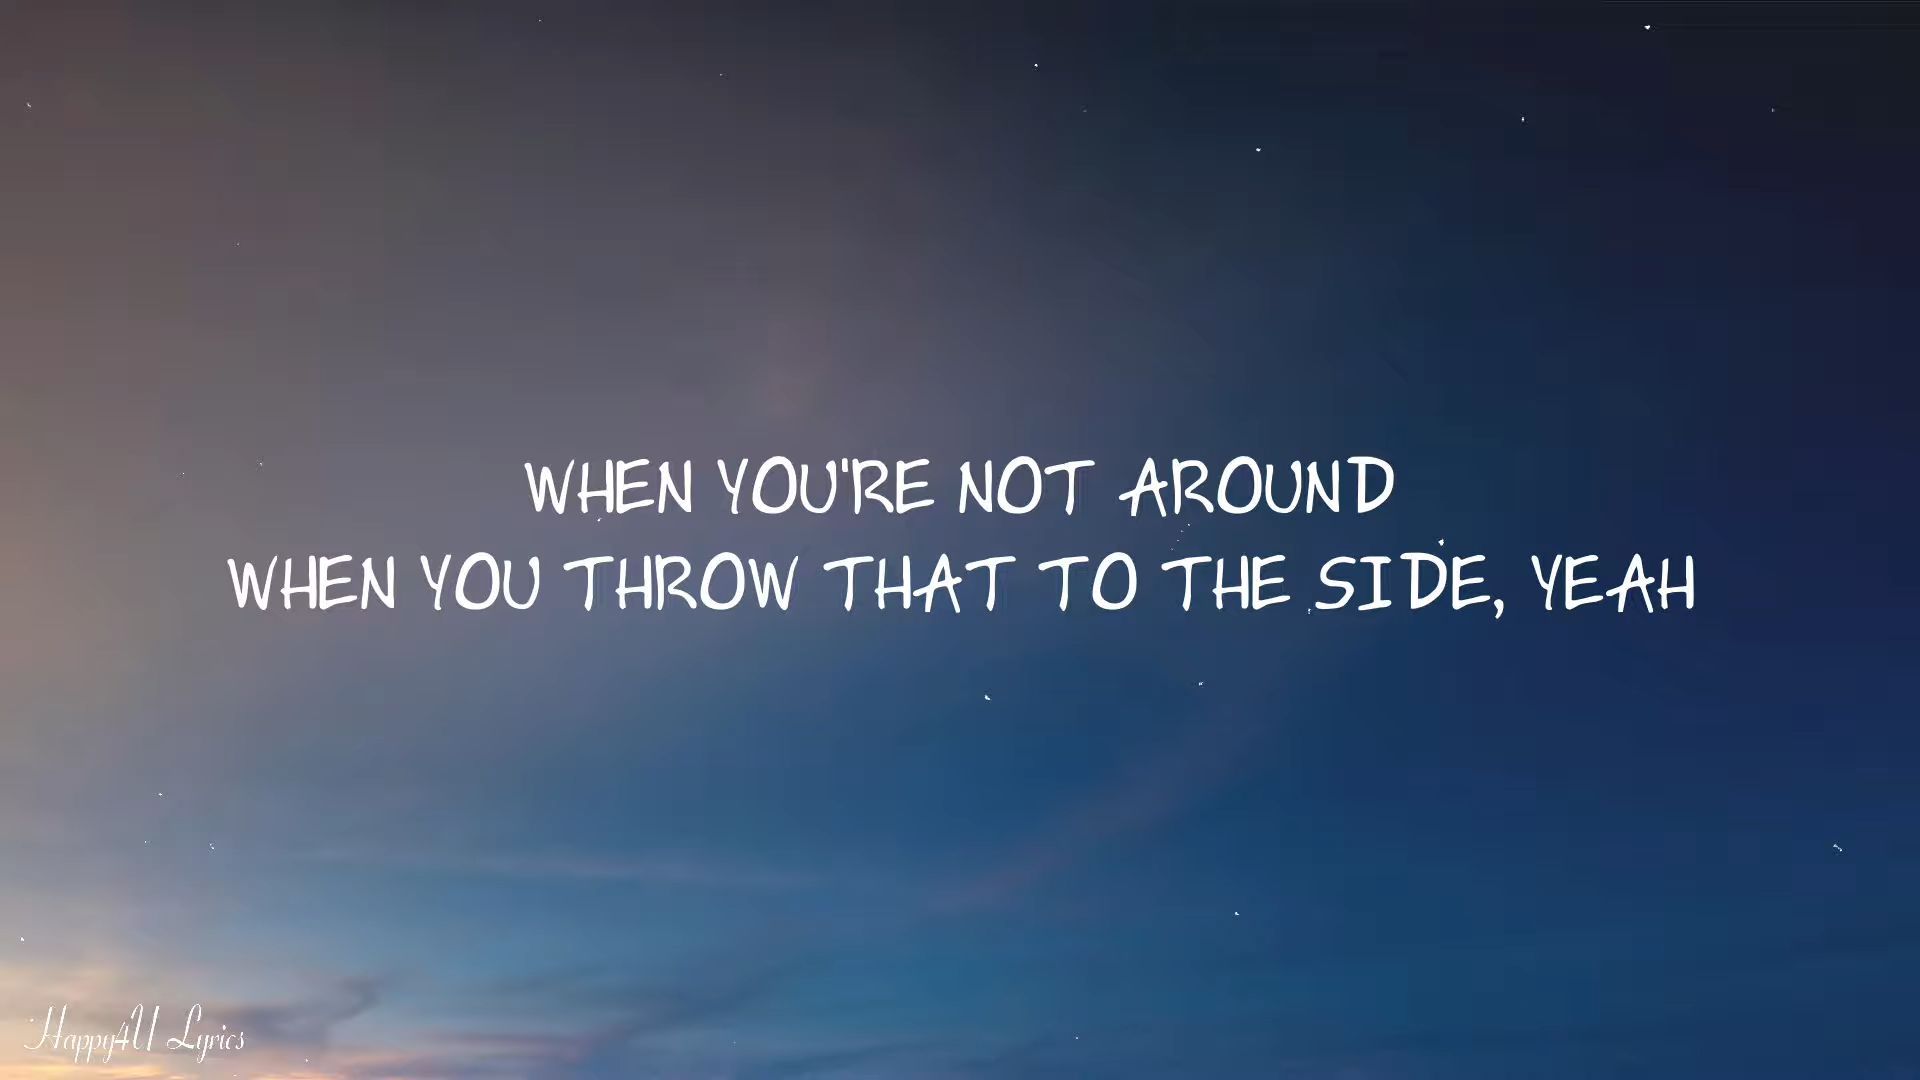 WHEN YOU'RE NOT AROUND
WHEN YOU THROW THAT TO THE SIDE, YEAH
Happy4U Lyrics